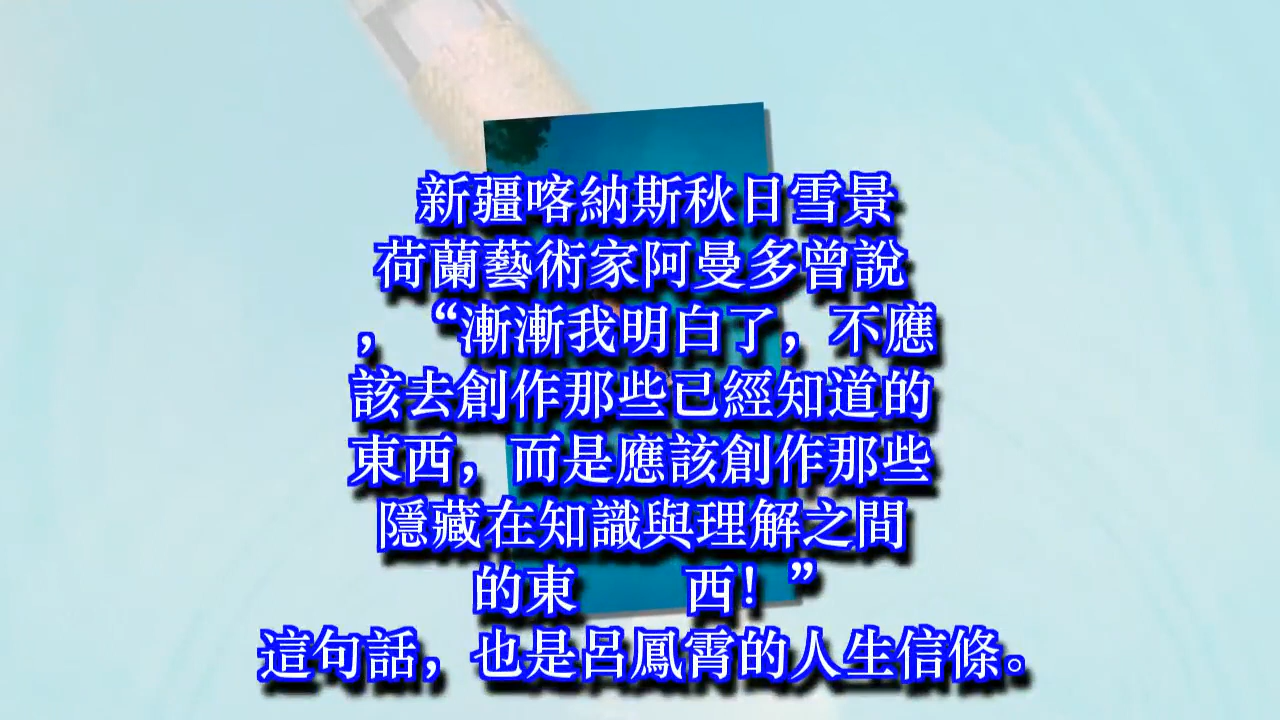 新疆喀納斯秋日雪景
荷蘭藝術家阿曼多曾說
，“漸漸我明白了，不應
該去創作那些已經知道的
東西，而是應該創作那些
隱藏在知識與理解之間
的東　　西！”
這句話，也是呂鳳霄的人生信條。